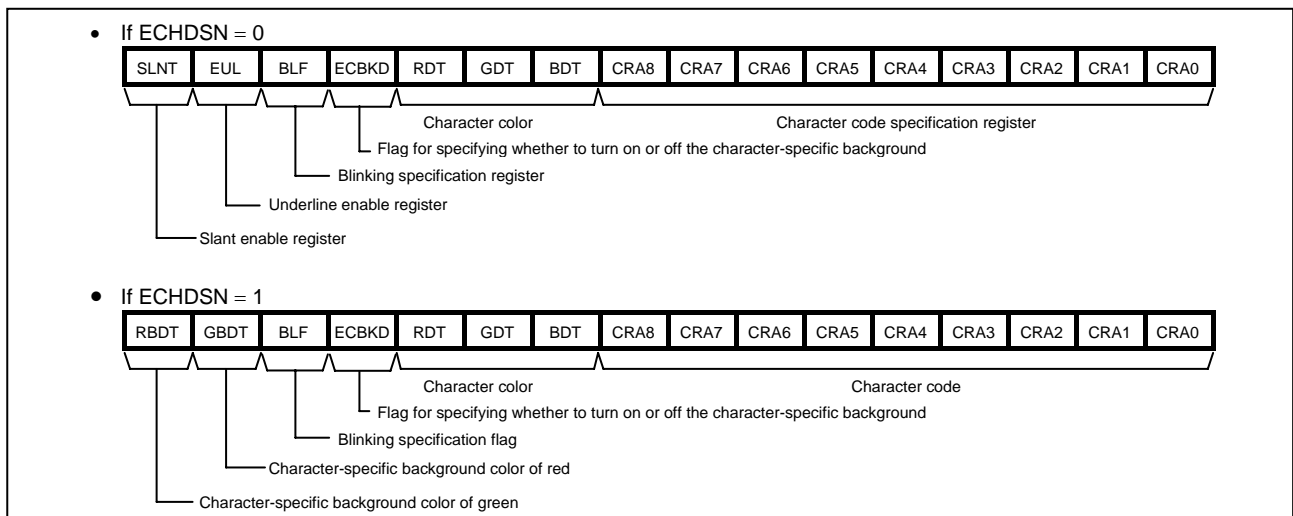 • If ECHDSN = 0
SLNT EUL BLF ECBKD RDT GDT BDT CRA8 CRA7 CRA6 CRA5 CRA4 CRA3 CRA2 CRA1 CRA0
Character color Character code specification register
Flag for specifying whether to turn on or off the character-specific background
Blinking specification register
Underline enable register
Slant enable register
• If ECHDSN = 1
RBDT GBDT BLF ECBKD RDT GDT BDT CRA8 CRA7 CRA6 CRA5 CRA4 CRA3 CRA2 CRA1 CRA0
Character color Character code
Flag for specifying whether to turn on or off the character-specific background
Blinking specification flag
Character-specific background color of red
Character-specific background color of green